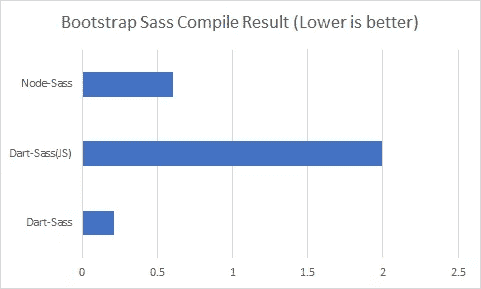 Bootstrap Sass Compile Result (Lower is better)
Node-Sass
Dart-Sass(JS)
Dart-Sass
0 0.5 1 1.5 2 2.5